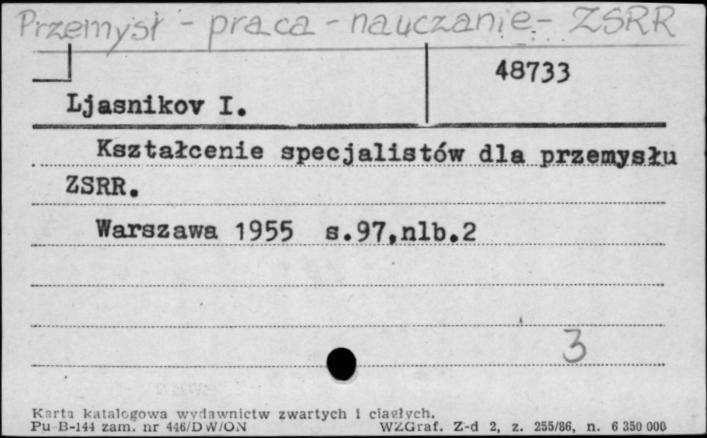 Przemysł - praca - nauczanie - ZSRR
48733
Ljasnikov I.
Kształcenie specjalistów dla przemysłu
ZSRR.
Warszawa 1955 s.97,nlb.2
3
Karta katalogowa wydawnictw zwartych i ciągłych.
Pu-B-144 zam. nr 446/DW/ON WZGraf. Z-d 2, z. 255/86, n. 6 350 000